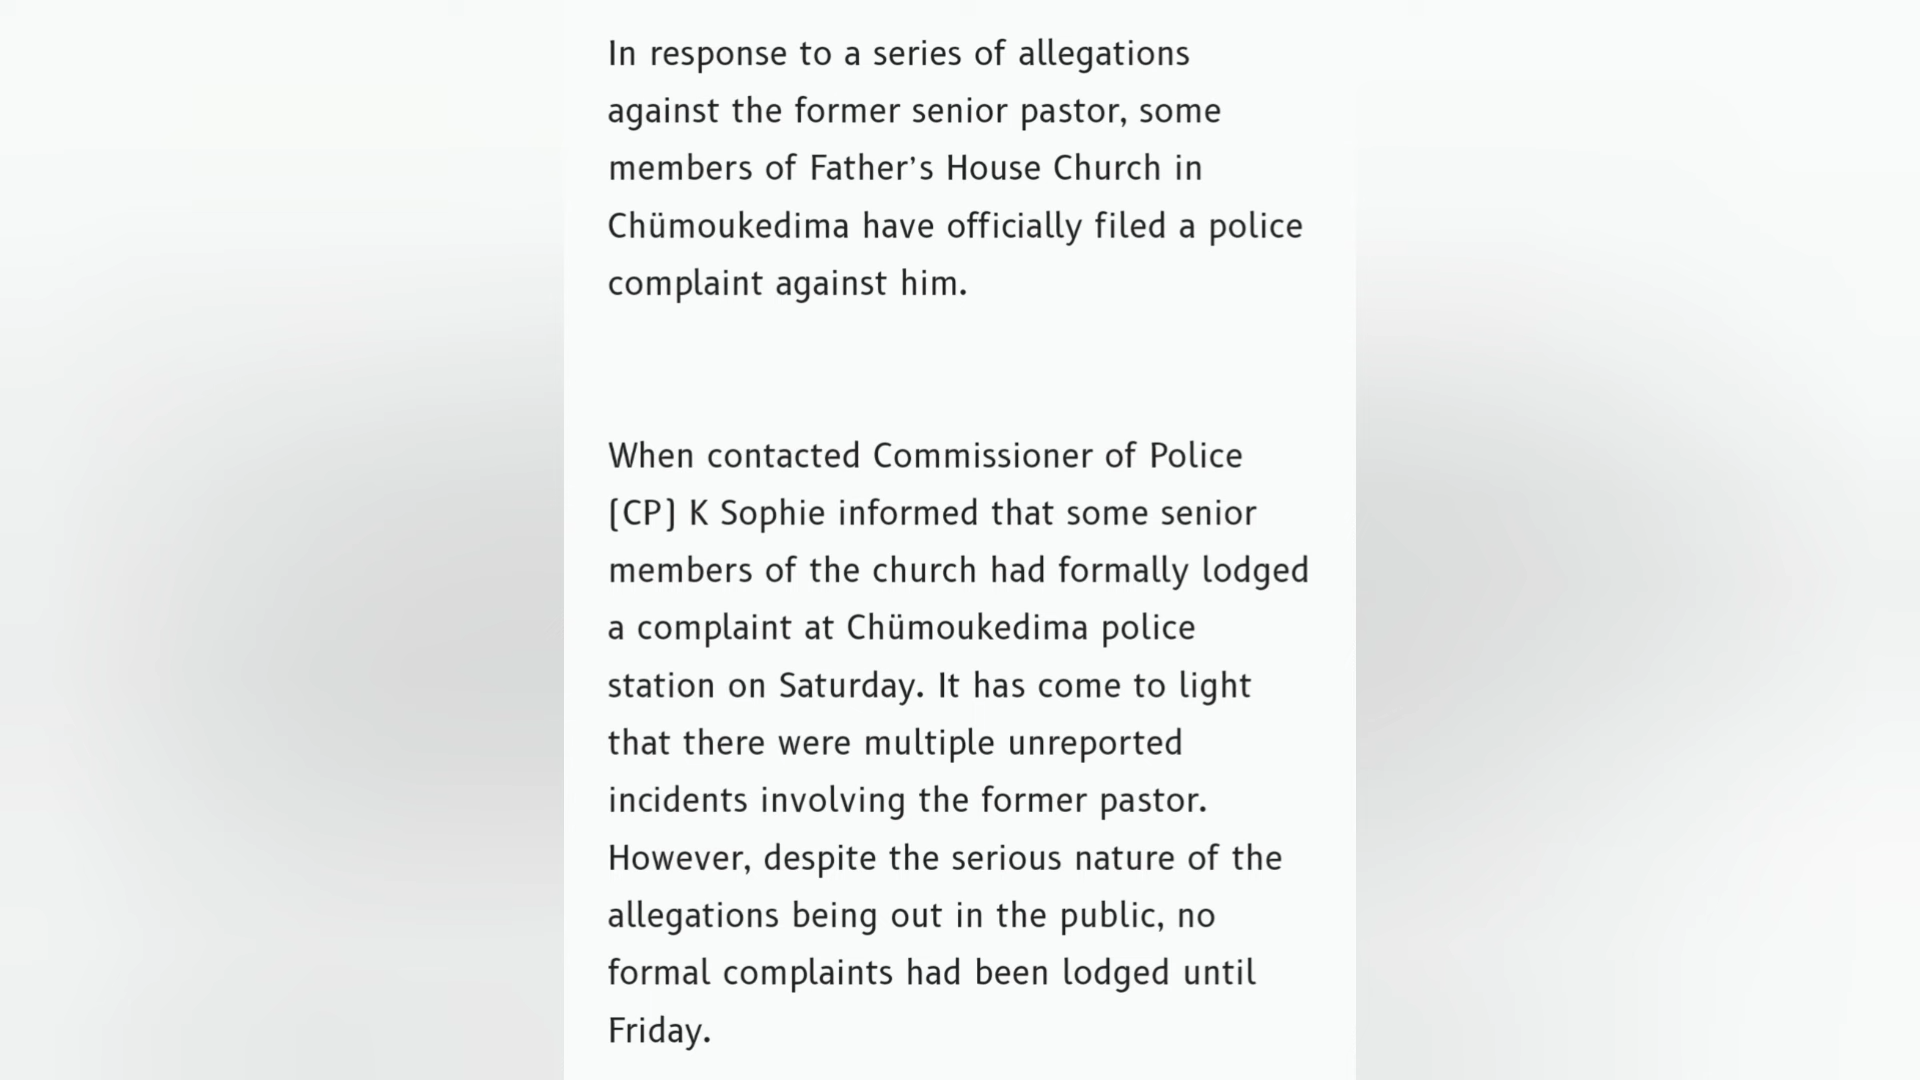 In response to a series of allegations
against the former senior pastor, some
members of Father’s House Church in
Chümoukedima have officially filed a police
complaint against him.
When contacted Commissioner of Police
(CP) K Sophie informed that some senior
members of the church had formally lodged
a complaint at Chümoukedima police
station on Saturday. It has come to light
that there were multiple unreported
incidents involving the former pastor.
However, despite the serious nature of the
allegations being out in the public, no
formal complaints had been lodged until
Friday.